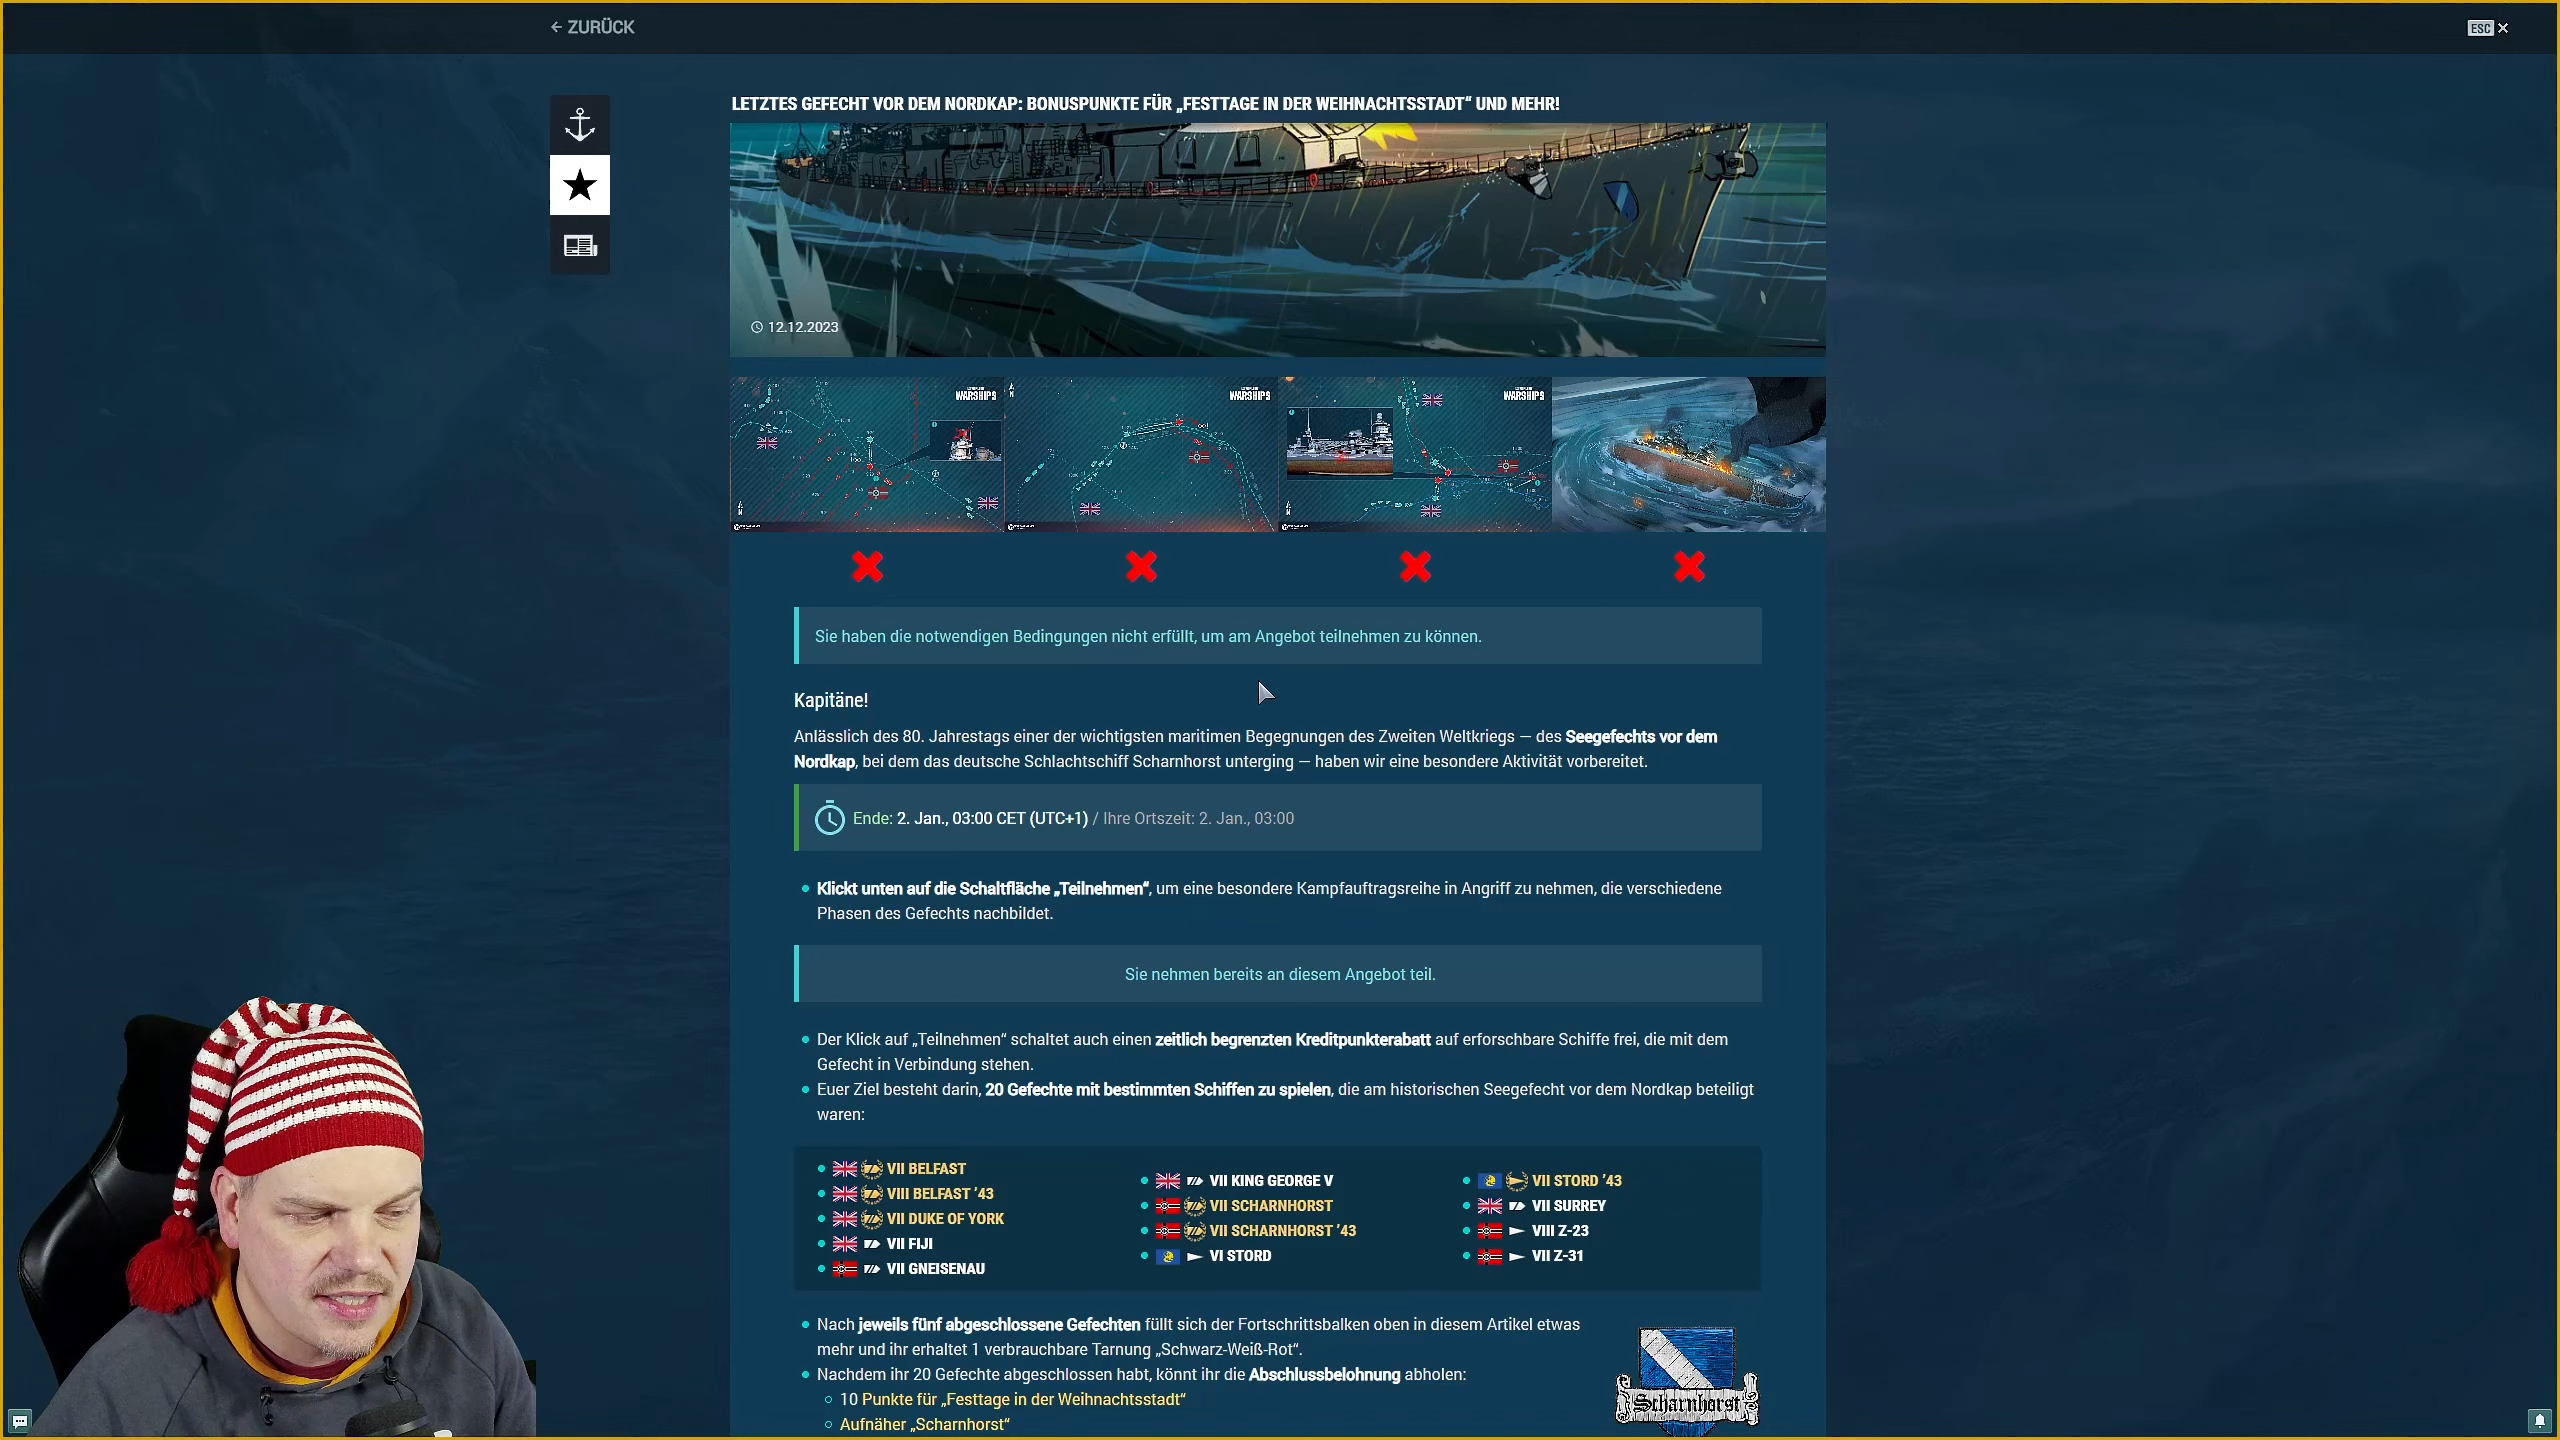 ← ZURÜCK
ESC ×
LETZTES GEFECHT VOR DEM NORDKAP: BONUSPUNKTE FÜR „FESTTAGE IN DER WEIHNACHTSSTADT“ UND MEHR!
12.12.2023
WARSHIPS
WARSHIPS
WARSHIPS
Sie haben die notwendigen Bedingungen nicht erfüllt, um am Angebot teilnehmen zu können.
Kapitäne!
Anlässlich des 80. Jahrestags einer der wichtigsten maritimen Begegnungen des Zweiten Weltkriegs — des Seegefechts vor dem
Nordkap, bei dem das deutsche Schlachtschiff Scharnhorst unterging — haben wir eine besondere Aktivität vorbereitet.
Ende: 2. Jan., 03:00 CET (UTC+1) / Ihre Ortszeit: 2. Jan., 03:00
Klickt unten auf die Schaltfläche „Teilnehmen“, um eine besondere Kampfauftragsreihe in Angriff zu nehmen, die verschiedene
Phasen des Gefechts nachbildet.
Sie nehmen bereits an diesem Angebot teil.
Der Klick auf „Teilnehmen“ schaltet auch einen zeitlich begrenzten Kreditpunkterabatt auf erforschbare Schiffe frei, die mit dem
Gefecht in Verbindung stehen.
Euer Ziel besteht darin, 20 Gefechte mit bestimmten Schiffen zu spielen, die am historischen Seegefecht vor dem Nordkap beteiligt
waren:
VII BELFAST
VIII BELFAST ’43
VII DUKE OF YORK
VII FIJI
VII GNEISENAU
VII KING GEORGE V
VII SCHARNHORST
VII SCHARNHORST ’43
VI STORD
VII STORD ’43
VII SURREY
VIII Z-23
VII Z-31
Nach jeweils fünf abgeschlossene Gefechten füllt sich der Fortschrittsbalken oben in diesem Artikel etwas
mehr und ihr erhaltet 1 verbrauchbare Tarnung „Schwarz-Weiß-Rot“.
Nachdem ihr 20 Gefechte abgeschlossen habt, könnt ihr die Abschlussbelohnung abholen:
10 Punkte für „Festtage in der Weihnachtsstadt“
Aufnäher „Scharnhorst“
Scharnhorst